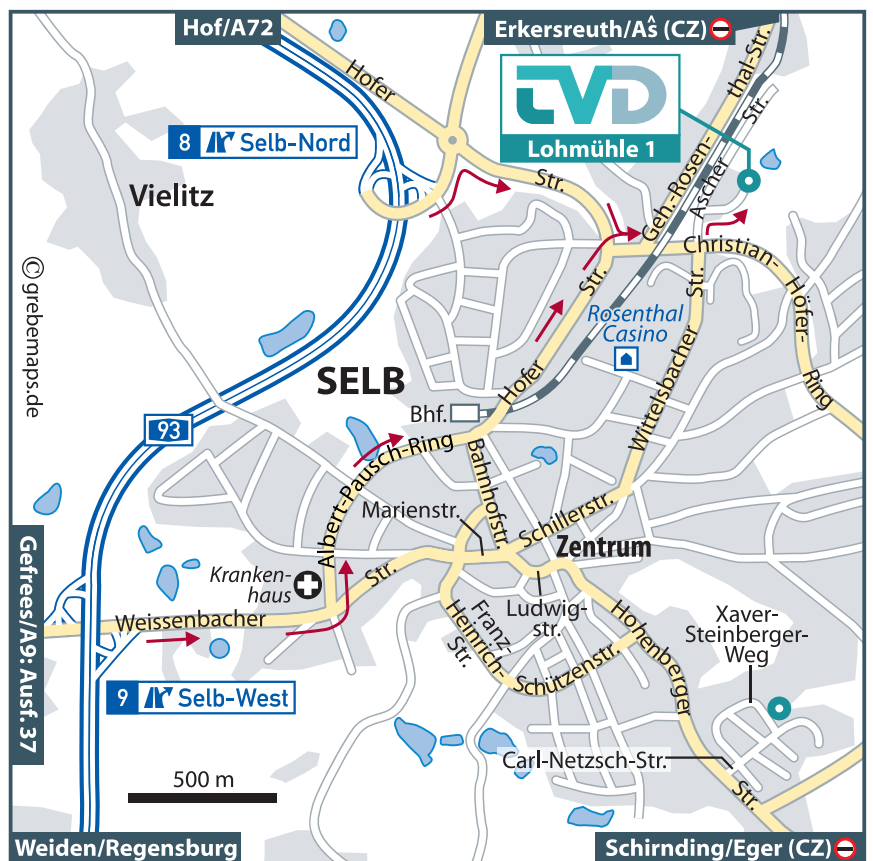 Hof/A72
Erkersreuth/Aŝ (CZ)
Hofer
Str.
TVD
Lohmühle 1
8 Selb-Nord
Vielitz
Geh.-Rosen-
thal-Str.
Ascher
Str.
Christian-
Höfer-
Ring
© grebemaps.de
Rosenthal
Casino
SELB
Hofer
Str.
Wittelsbacher
Str.
Bhf.
93
Albert-Pausch-Ring
Bahnhofstr.
Marienstr.
Schillerstr.
Zentrum
Gefrees/A9: Ausf. 37
Kranken-
haus
Weissenbacher
Str.
Ludwig-
str.
Franz-
Heinrich-
Str.
Schützenstr.
Hohenberger
Str.
Xaver-
Steinberger-
Weg
9 Selb-West
Carl-Netzsch-Str.
500 m
Weiden/Regensburg
Schirnding/Eger (CZ)